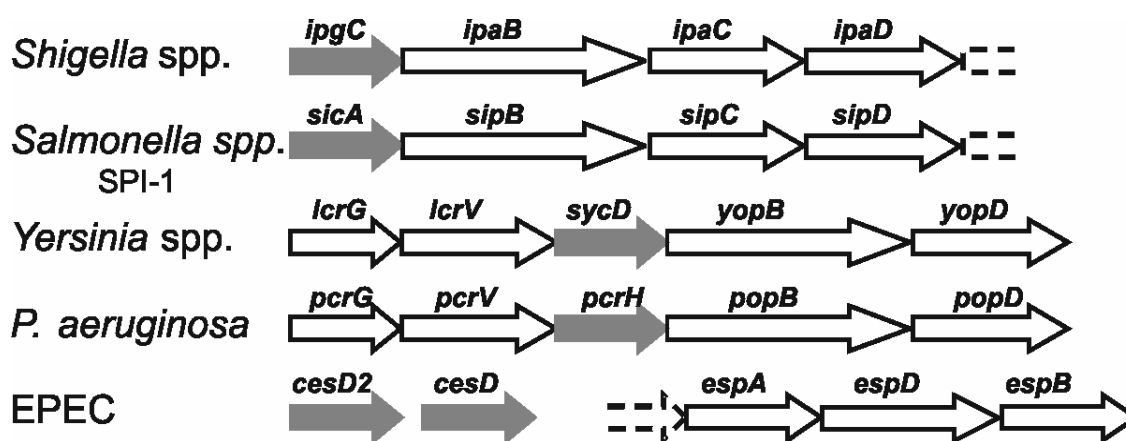 ipgC ipaB ipaC ipaD
Shigella spp.
sicA sipB sipC sipD
Salmonella spp.
SPI-1
lcrG lcrV sycD yopB yopD
Yersinia spp.
pcrG pcrV pcrH popB popD
P. aeruginosa
cesD2 cesD espA espD espB
EPEC